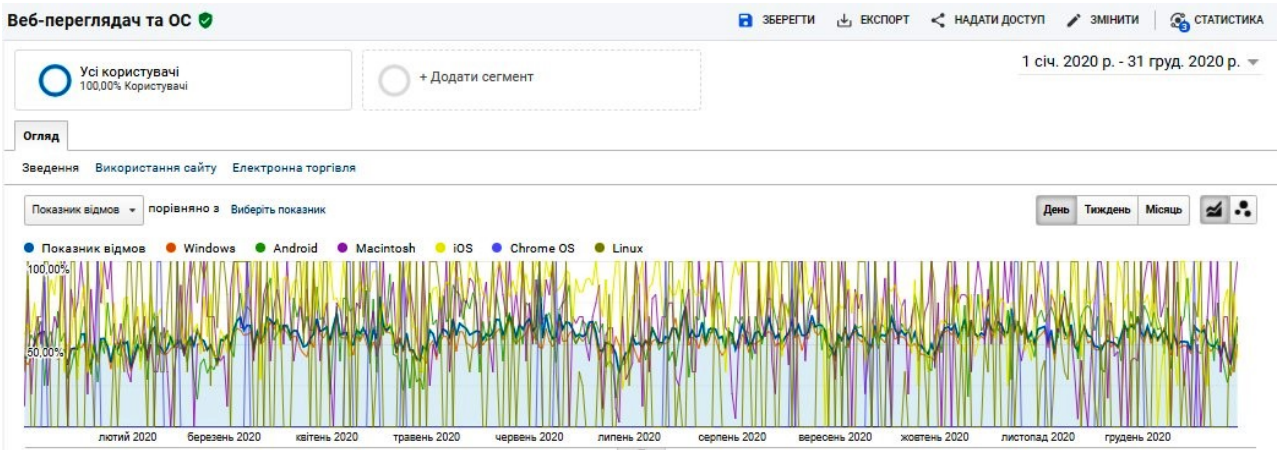 Веб-переглядач та ОС
ЗБЕРЕГТИ ЕКСПОРТ НАДАТИ ДОСТУП ЗМІНИТИ 3 СТАТИСТИКА
Усі користувачі
100,00% Користувачі
+ Додати сегмент
1 січ. 2020 р. - 31 груд. 2020 р.
Огляд
Зведення Використання сайту Електронна торгівля
Показник відмов порівняно з Виберіть показник
День Тиждень Місяць
Показник відмов Windows Android Macintosh iOS Chrome OS Linux
100,00%
50,00%
лютий 2020 березень 2020 квітень 2020 травень 2020 червень 2020 липень 2020 серпень 2020 вересень 2020 жовтень 2020 листопад 2020 грудень 2020